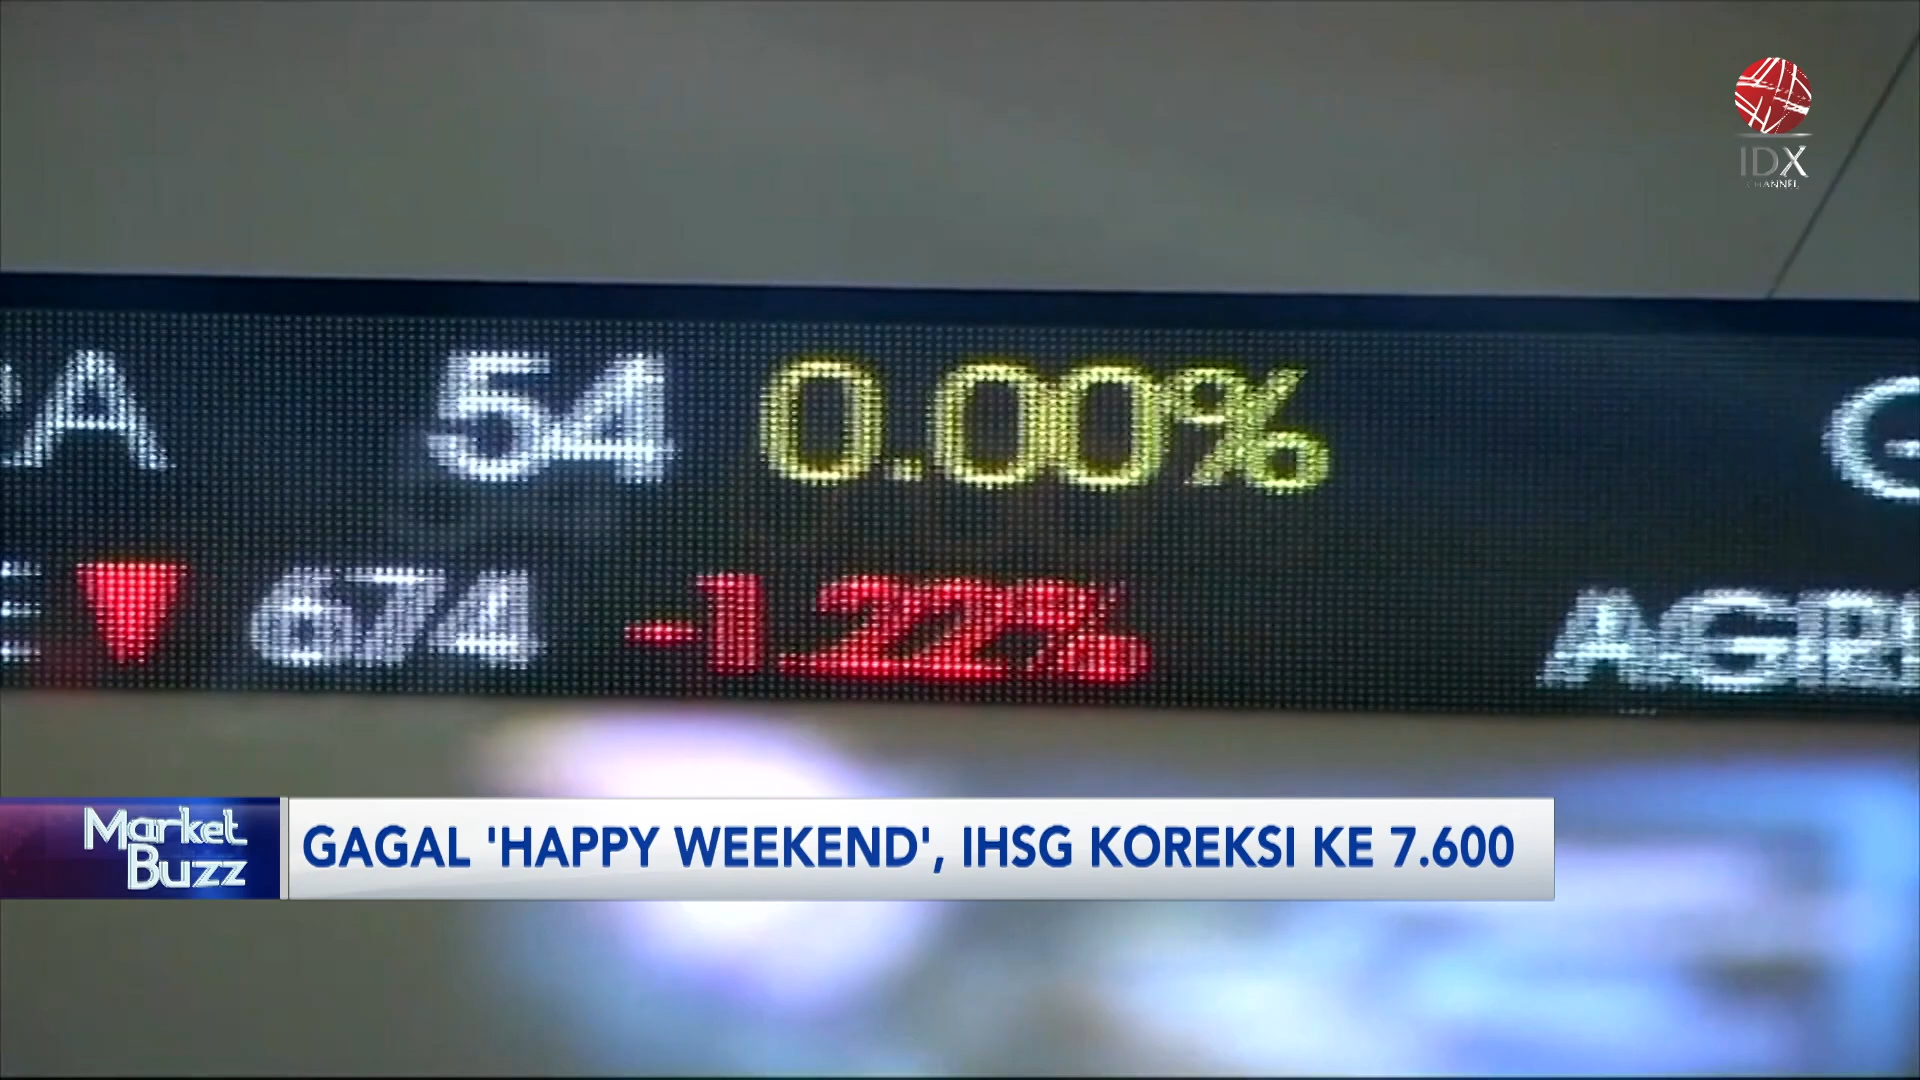 IDX
CHANNEL
54 0.00%
674 -1.22%
Market
Buzz
GAGAL 'HAPPY WEEKEND', IHSG KOREKSI KE 7.600